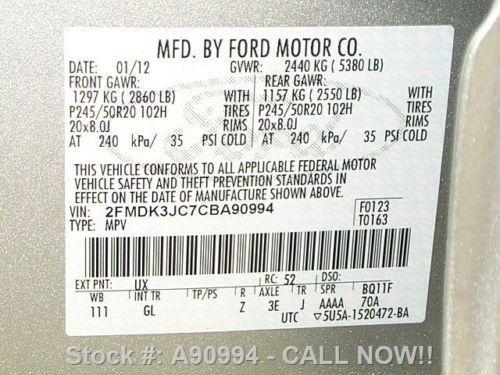 MFD. BY FORD MOTOR CO.
DATE: 01/12 GVWR: 2440 KG ( 5380 LB)
FRONT GAWR: REAR GAWR:
1297 KG ( 2860 LB) WITH 1157 KG ( 2550 LB) WITH
P245/50R20 102H TIRES P245/50R20 102H TIRES
20x8.0J RIMS 20x8.0J RIMS
AT 240 kPa/ 35 PSI COLD AT 240 kPa/ 35 PSI COLD
THIS VEHICLE CONFORMS TO ALL APPLICABLE FEDERAL MOTOR
VEHICLE SAFETY AND THEFT PREVENTION STANDARDS IN
EFFECT ON THE DATE OF MANUFACTURE SHOWN ABOVE.
VIN: 2FMDK3JC7CBA90994 F0123
TYPE: MPV T0163
EXT PNT: UX RC: 52 DSO:
WB INT TR TP/PS R AXLE TR SPR BQ11F
111 GL Z 3E J AAAA 70A
UTC ▽5U5A-1520472-BA
Stock #: A90994 - CALL NOW!!